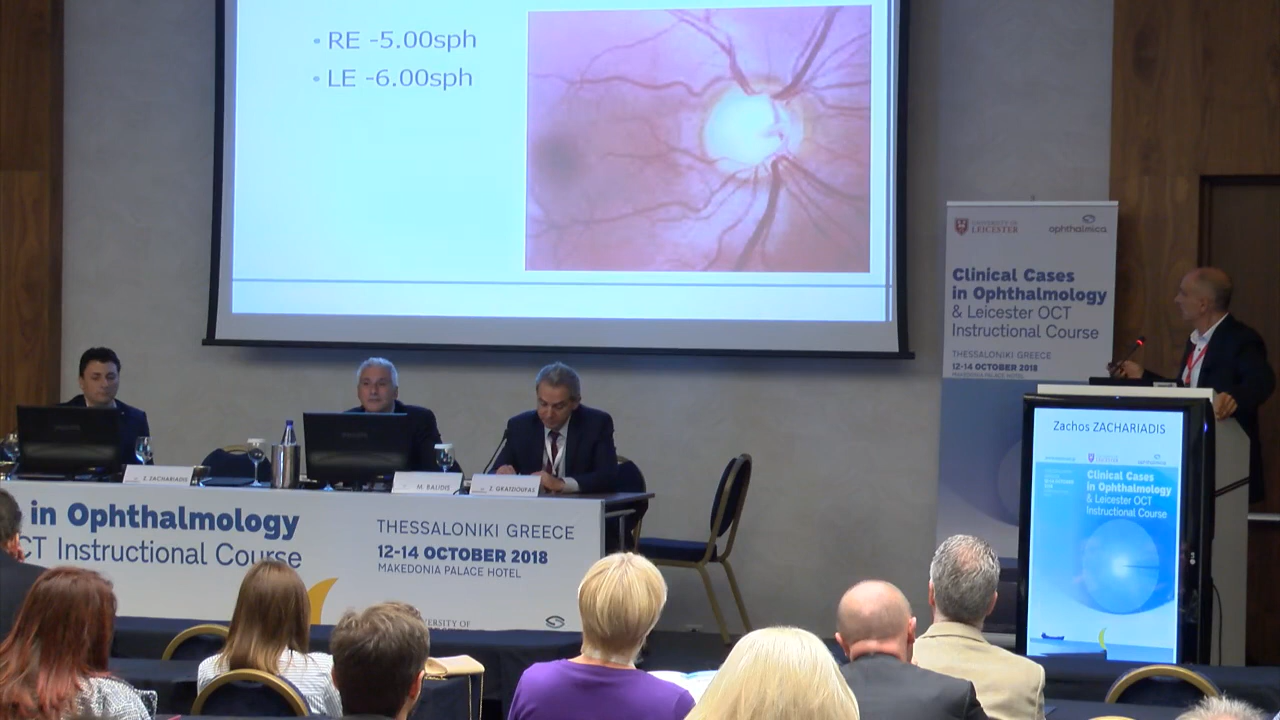 • RE -5.00sph
• LE -6.00sph
UNIVERSITY OF
LEICESTER
ophthalmica
Clinical Cases
in Ophthalmology
& Leicester OCT
Instructional Course
THESSALONIKI GREECE
12-14 OCTOBER 2018
MAKEDONIA PALACE HOTEL
Zachos ZACHARIADIS
Clinical Cases
in Ophthalmology
& Leicester OCT
Instructional Course
Z. ZACHARIADIS
M. BALIDIS
in Ophthalmology
CT Instructional Course
THESSALONIKI GREECE
12-14 OCTOBER 2018
MAKEDONIA PALACE HOTEL